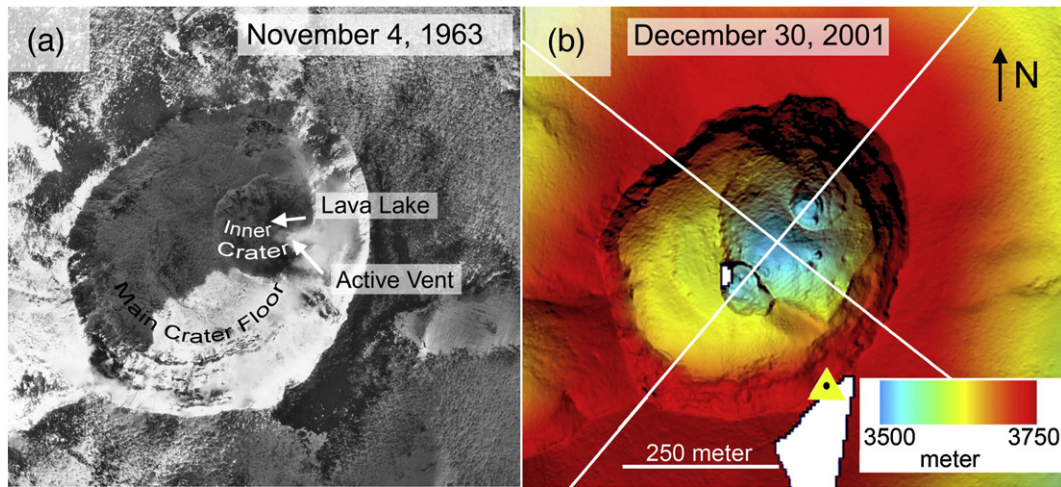 (a)
November 4, 1963
Lava Lake
Inner
Crater
Active Vent
Main Crater Floor
(b)
December 30, 2001
N
250 meter
3500
3750
meter